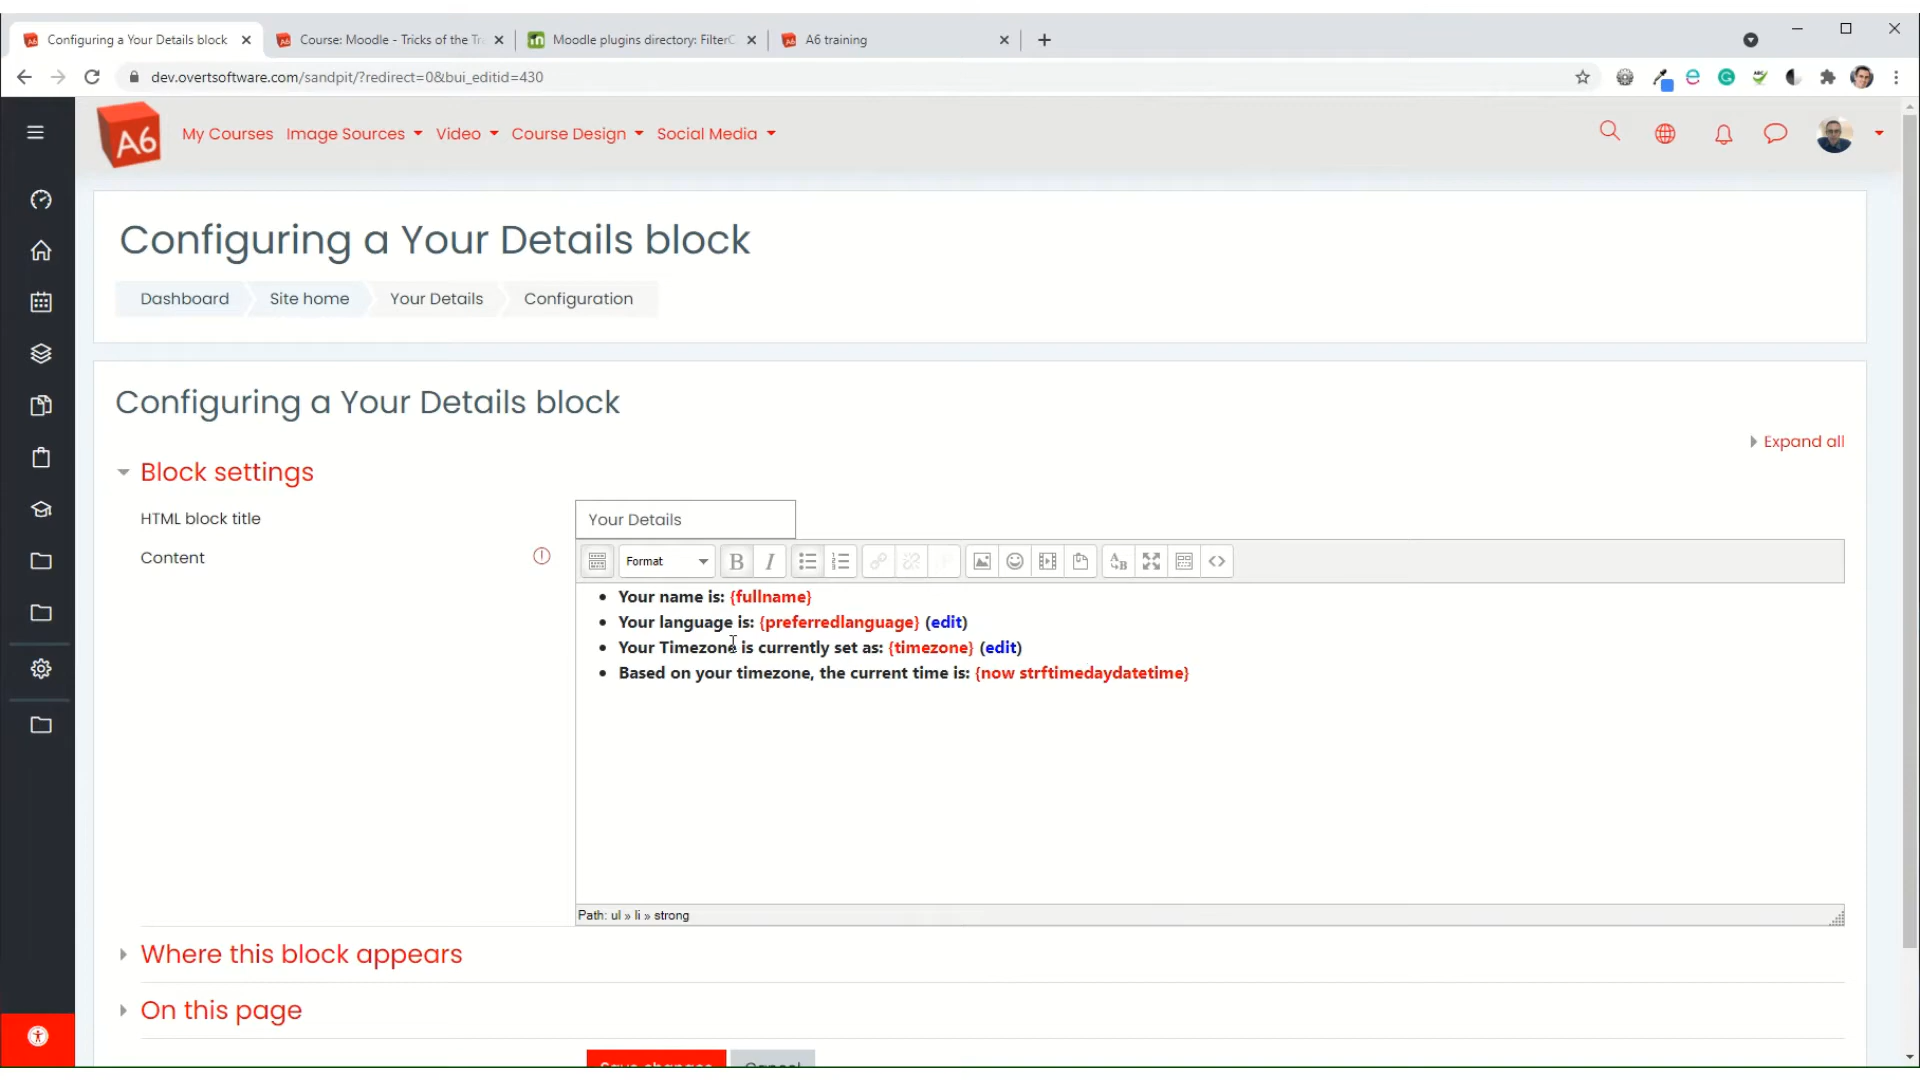 Configuring a Your Details block
Course: Moodle - Tricks of the Tr
Moodle plugins directory: FilterC
A6 training
dev.overtsoftware.com/sandpit/?redirect=0&bui_editid=430
A6
My Courses
Image Sources
Video
Course Design
Social Media
Configuring a Your Details block
Dashboard
Site home
Your Details
Configuration
Configuring a Your Details block
Expand all
Block settings
HTML block title
Your Details
Content
Format
B
I
Your name is: {fullname}
Your language is: {preferredlanguage} (edit)
Your Timezone is currently set as: {timezone} (edit)
Based on your timezone, the current time is: {now strftimedaydatetime}
Path: ul » li » strong
Where this block appears
On this page
Save changes
Cancel